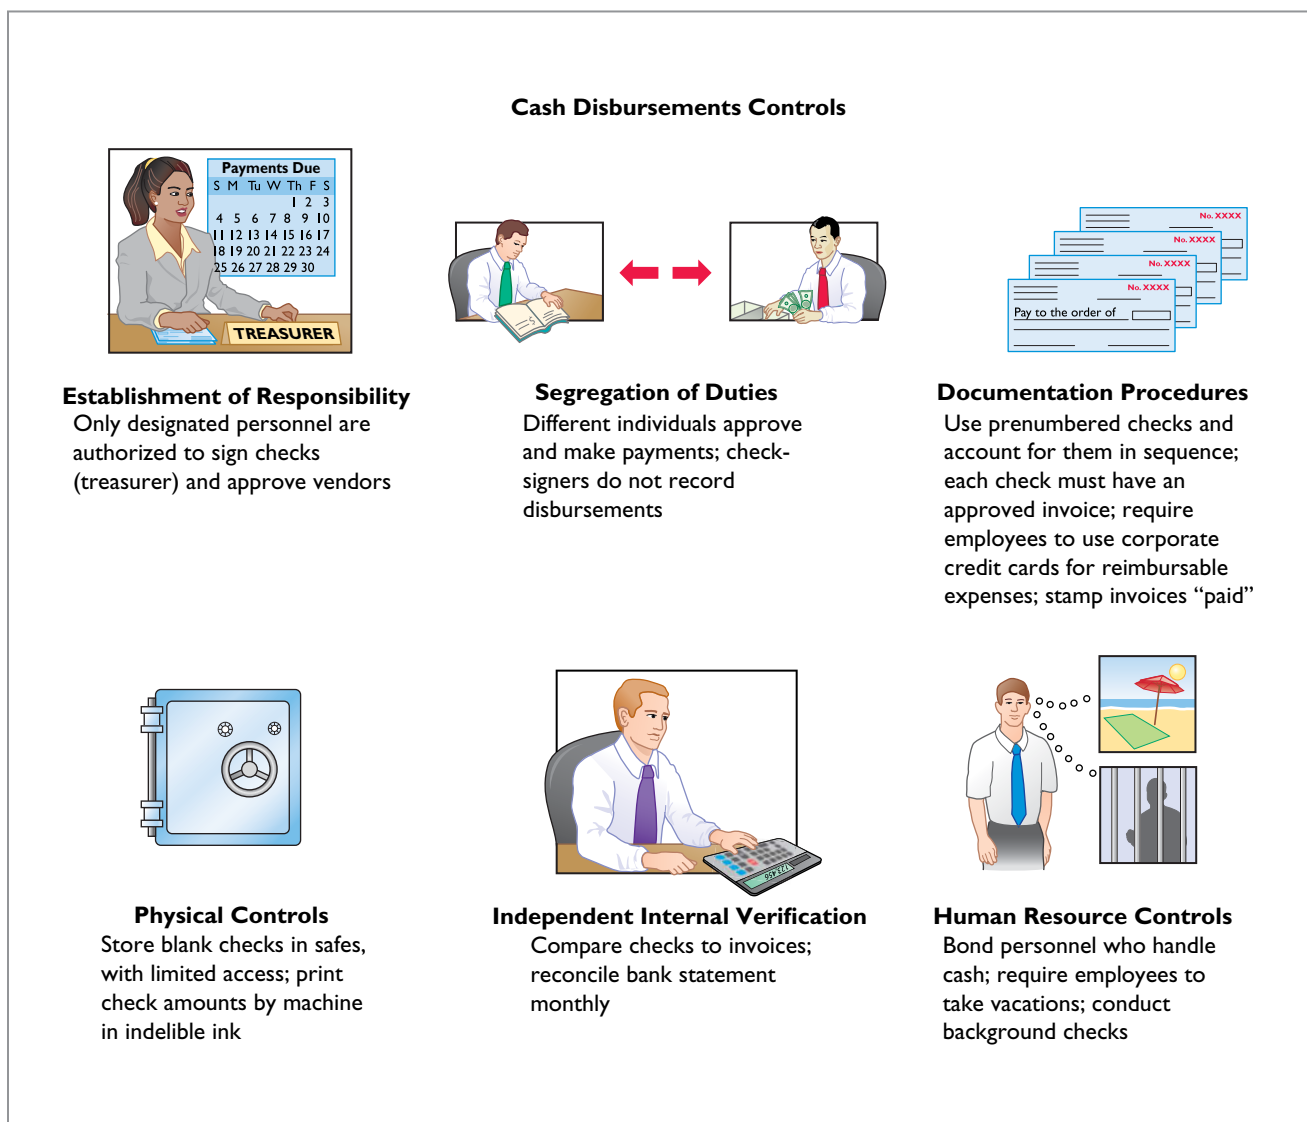 Cash Disbursements Controls
Payments Due
S M Tu W Th F S
1 2 3
4 5 6 7 8 9 10
11 12 13 14 15 16 17
18 19 20 21 22 23 24
25 26 27 28 29 30
TREASURER
No. XXXX
No. XXXX
No. XXXX
No. XXXX
Pay to the order of
$
Establishment of Responsibility
Only designated personnel are
authorized to sign checks
(treasurer) and approve vendors
Segregation of Duties
Different individuals approve
and make payments; check-
signers do not record
disbursements
Documentation Procedures
Use prenumbered checks and
account for them in sequence;
each check must have an
approved invoice; require
employees to use corporate
credit cards for reimbursable
expenses; stamp invoices “paid”
123,456
Physical Controls
Store blank checks in safes,
with limited access; print
check amounts by machine
in indelible ink
Independent Internal Verification
Compare checks to invoices;
reconcile bank statement
monthly
Human Resource Controls
Bond personnel who handle
cash; require employees to
take vacations; conduct
background checks